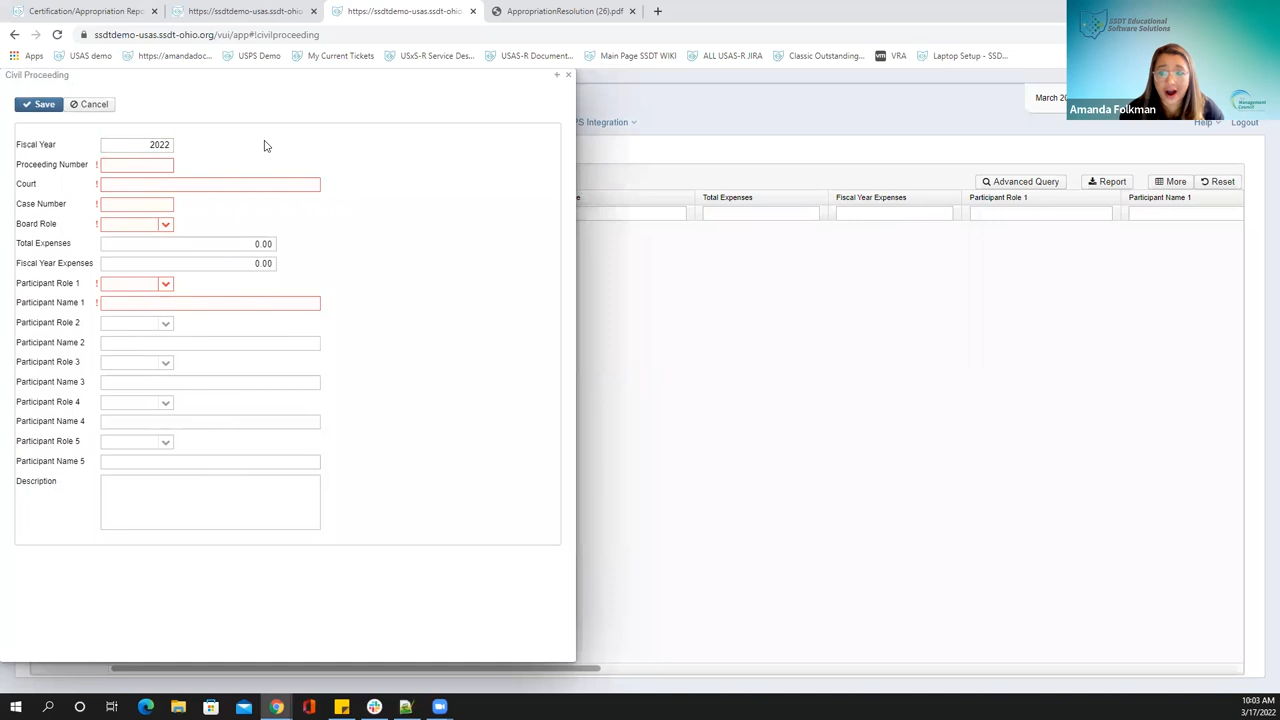 Certification/Appropriation Repo
https://ssdtdemo-usas.ssdt-ohio
https://ssdtdemo-usas.ssdt-ohio
AppropriationResolution (26).pdf
ssdtdemo-usas.ssdt-ohio.org/vui/app#!civilproceeding
Apps
USAS demo
https://amandadoc...
USPS Demo
My Current Tickets
USxS-R Service Des...
USAS-R Document...
Main Page SSDT WIKI
ALL USAS-R JIRA
Classic Outstanding...
vm VRA
Laptop Setup - SSD...
SSDT Educational
Software Solutions
The Management Council
Amanda Folkman
Civil Proceeding
March 20
PS Integration
Help
Logout
Save
Cancel
Advanced Query
Report
More
Reset
Total Expenses
Fiscal Year Expenses
Participant Role 1
Participant Name 1
Fiscal Year 2022
Proceeding Number !
Court !
Case Number !
Board Role !
Total Expenses 0.00
Fiscal Year Expenses 0.00
Participant Role 1 !
Participant Name 1 !
Participant Role 2
Participant Name 2
Participant Role 3
Participant Name 3
Participant Role 4
Participant Name 4
Participant Role 5
Participant Name 5
Description
10:03 AM
3/17/2022